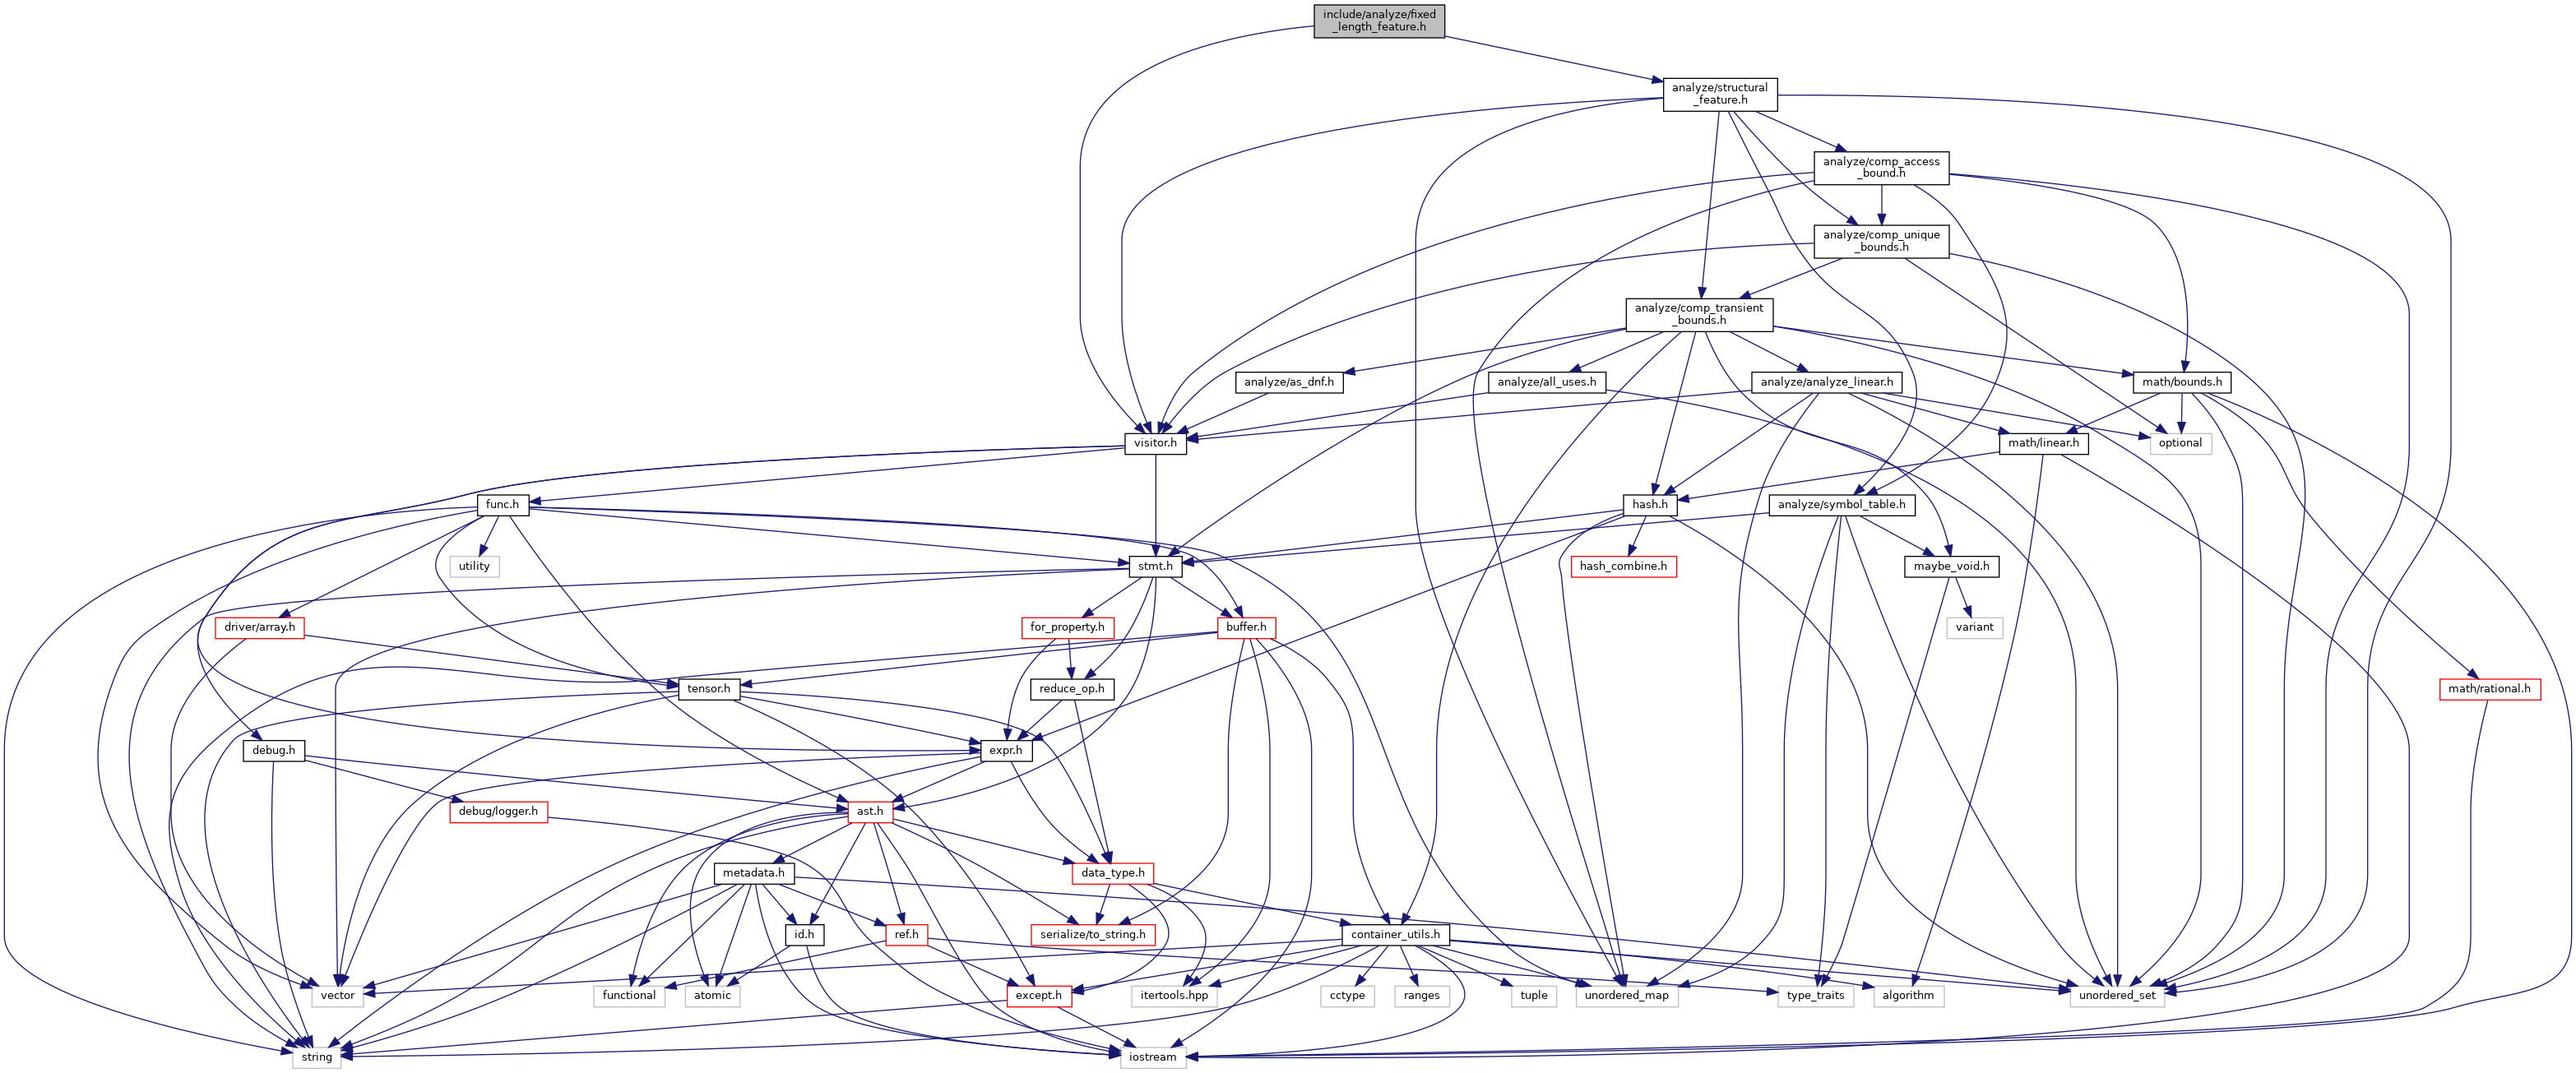 include/analyze/fixed
_length_feature.h
analyze/structural
_feature.h
analyze/comp_access
_bound.h
analyze/comp_unique
_bounds.h
analyze/comp_transient
_bounds.h
analyze/as_dnf.h
analyze/all_uses.h
analyze/analyze_linear.h
math/bounds.h
visitor.h
math/linear.h
optional
func.h
hash.h
analyze/symbol_table.h
utility
stmt.h
hash_combine.h
maybe_void.h
driver/array.h
for_property.h
buffer.h
variant
tensor.h
reduce_op.h
math/rational.h
debug.h
expr.h
debug/logger.h
ast.h
metadata.h
data_type.h
id.h
ref.h
serialize/to_string.h
container_utils.h
vector
functional
atomic
except.h
itertools.hpp
cctype
ranges
tuple
unordered_map
type_traits
algorithm
unordered_set
string
iostream